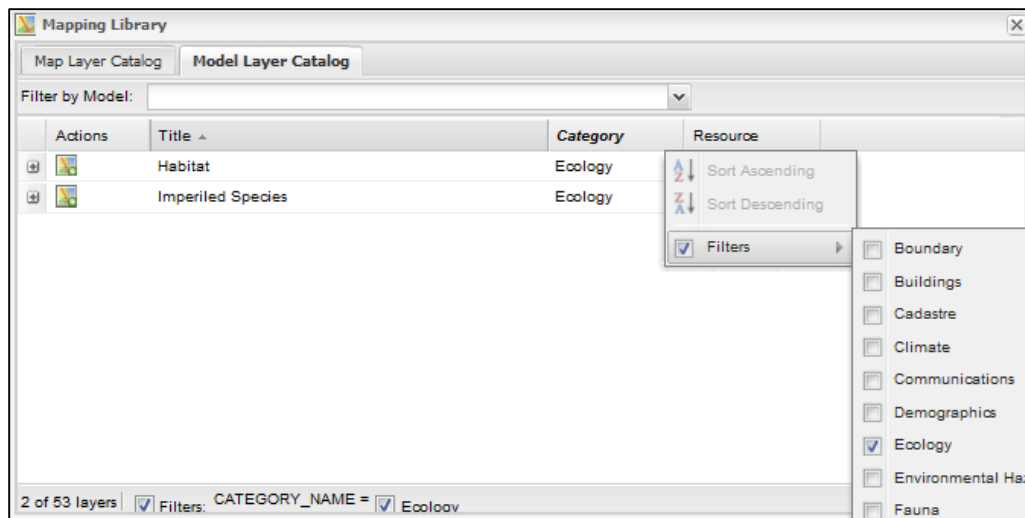 Mapping Library
Map Layer Catalog Model Layer Catalog
Filter by Model:
Actions Title Category Resource
Habitat Ecology
Imperiled Species Ecology
Sort Ascending
Sort Descending
Filters
Boundary
Buildings
Cadastre
Climate
Communications
Demographics
Ecology
Environmental Ha
Fauna
2 of 53 layers Filters: CATEGORY_NAME = Ecology